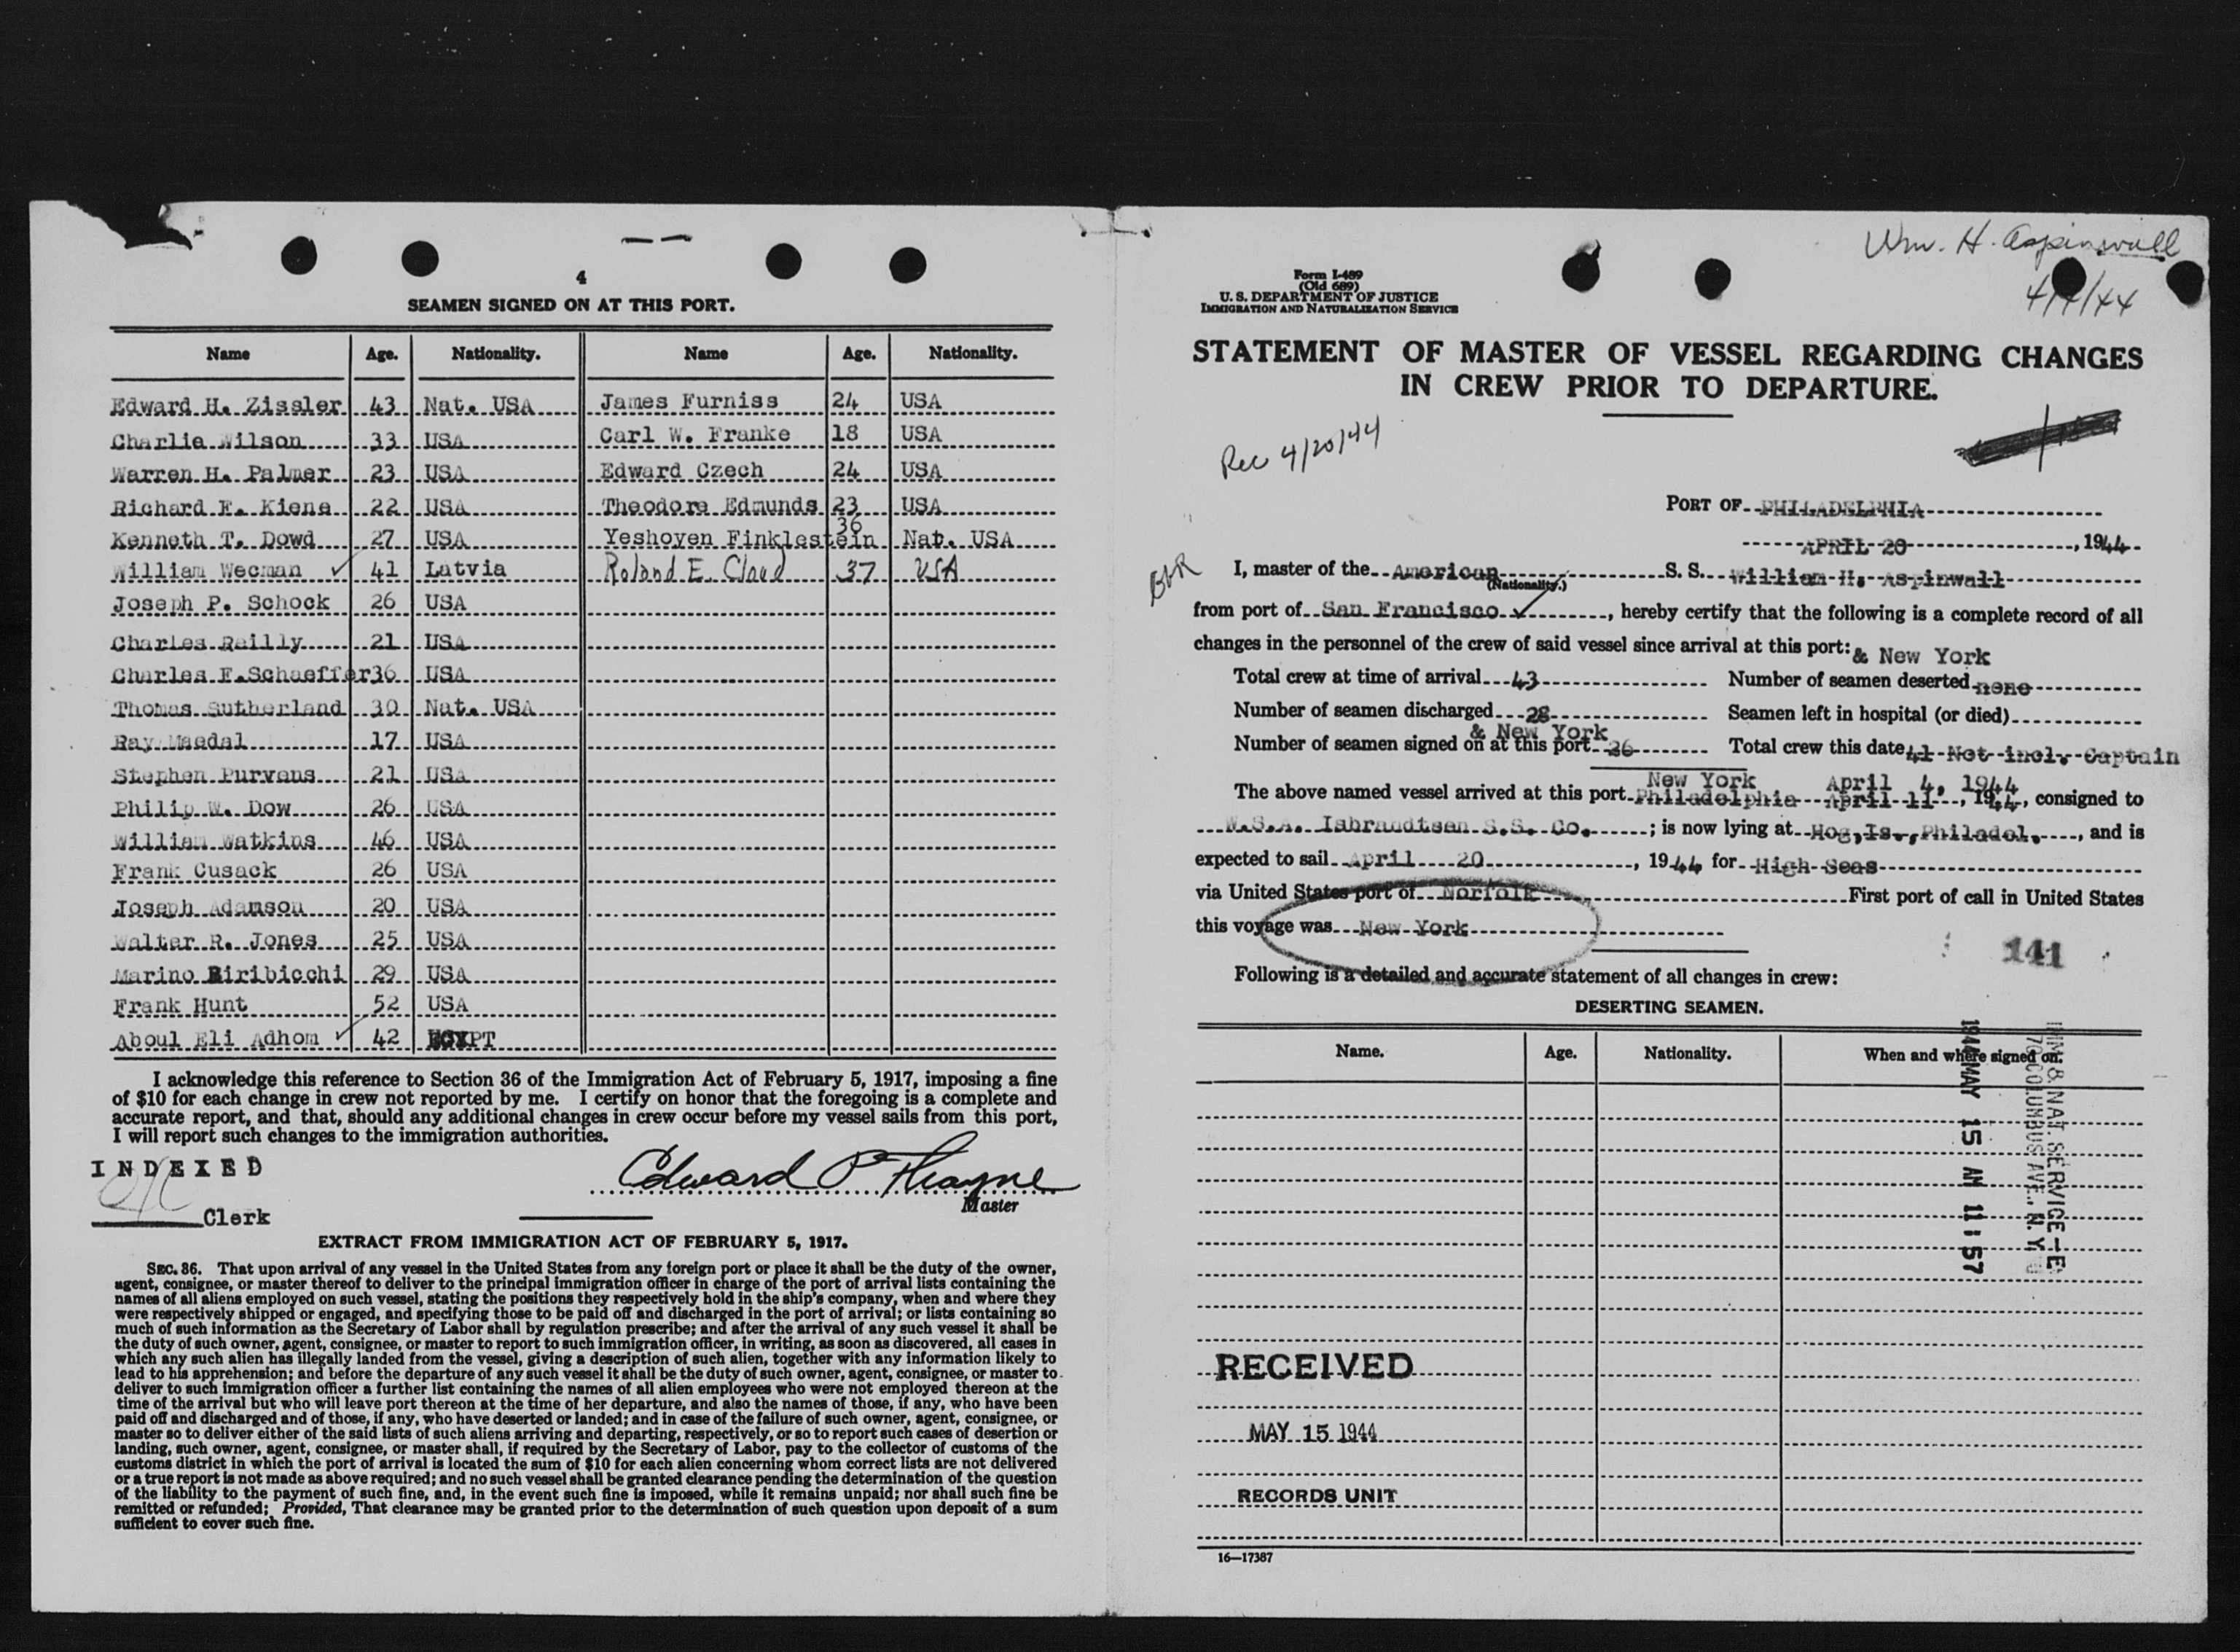 4
SEAMEN SIGNED ON AT THIS PORT.
Name Age. Nationality. Name Age. Nationality.
Edward H. Zissler 43 Nat. USA James Furniss 24 USA
Charlie Wilson 33 USA Carl W. Franke 18 USA
Warren H. Palmer 23 USA Edward Czech 24 USA
Richard E. Kiene 22 USA Theodore Edmunds 23 USA
Kenneth T. Dowd 27 USA Yeshoven Finklestein 36 Nat. USA
William Wecman ✓ 41 Latvia Roland E. Cloud 37 USA
Joseph P. Schock 26 USA
Charles Reilly 21 USA
Charles F. Schaeffer 36 USA
Thomas Sutherland 30 Nat. USA
Ray Maedal 17 USA
Stephen Purvans 21 USA
Philip W. Dow 26 USA
William Watkins 46 USA
Frank Cusack 26 USA
Joseph Adamson 20 USA
Walter R. Jones 25 USA
Marino Biribicchi 29 USA
Frank Hunt 52 USA
Aboul Eli Adhom ✓ 42 EGYPT
I acknowledge this reference to Section 36 of the Immigration Act of February 5, 1917, imposing a fine
of $10 for each change in crew not reported by me. I certify on honor that the foregoing is a complete and
accurate report, and that, should any additional changes in crew occur before my vessel sails from this port,
I will report such changes to the immigration authorities.
INDEXED
Edward P. Thayne
Master
Clerk
EXTRACT FROM IMMIGRATION ACT OF FEBRUARY 5, 1917.
SEC. 36. That upon arrival of any vessel in the United States from any foreign port or place it shall be the duty of the owner,
agent, consignee, or master thereof to deliver to the principal immigration officer in charge of the port of arrival lists containing the
names of all aliens employed on such vessel, stating the positions they respectively hold in the ship's company, when and where they
were respectively shipped or engaged, and specifying those to be paid off and discharged in the port of arrival; or lists containing so
much of such information as the Secretary of Labor shall by regulation prescribe; and after the arrival of any such vessel it shall be
the duty of such owner, agent, consignee, or master to report to such immigration officer, in writing, as soon as discovered, all cases in
which any such alien has illegally landed from the vessel, giving a description of such alien, together with any information likely to
lead to his apprehension; and before the departure of any such vessel it shall be the duty of such owner, agent, consignee, or master to
deliver to such immigration officer a further list containing the names of all alien employees who were not employed thereon at the
time of the arrival but who will leave port thereon at the time of her departure, and also the names of those, if any, who have been
paid off and discharged and of those, if any, who have deserted or landed; and in case of the failure of such owner, agent, consignee, or
master so to deliver either of the said lists of such aliens arriving and departing, respectively, or so to report such cases of desertion or
landing, such owner, agent, consignee, or master shall, if required by the Secretary of Labor, pay to the collector of customs of the
customs district in which the port of arrival is located the sum of $10 for each alien concerning whom correct lists are not delivered
or a true report is not made as above required; and no such vessel shall be granted clearance pending the determination of the question
of the liability to the payment of such fine, and, in the event such fine is imposed, while it remains unpaid; nor shall such fine be
remitted or refunded; Provided, That clearance may be granted prior to the determination of such question upon deposit of a sum
sufficient to cover such fine.
Wm. H. Aspinwall
4/4/44
Form I-489
(Old 689)
U. S. DEPARTMENT OF JUSTICE
IMMIGRATION AND NATURALIZATION SERVICE
STATEMENT OF MASTER OF VESSEL REGARDING CHANGES
IN CREW PRIOR TO DEPARTURE.
Rec 4/20/44
PORT OF PHILADELPHIA
APRIL 20, 1944
I, master of the American S. S. William H. Aspinwall
(Nationality.)
from port of San Francisco ✓, hereby certify that the following is a complete record of all
changes in the personnel of the crew of said vessel since arrival at this port: & New York
Total crew at time of arrival 43 Number of seamen deserted none
Number of seamen discharged 28 Seamen left in hospital (or died)
& New York
Number of seamen signed on at this port 26 Total crew this date 41 Not incl. Captain
New York April 4, 1944
The above named vessel arrived at this port Philadelphia April 11, 1944, consigned to
W.S.A. Isbrandtsen S.S. Co.; is now lying at Hog, Is., Philadel., and is
expected to sail April 20, 1944 for High Seas
via United States port of Norfolk First port of call in United States
this voyage was New York
141
Following is a detailed and accurate statement of all changes in crew:
DESERTING SEAMEN.
Name. Age. Nationality. When and where signed on.
IMM. & NAT. SERVICE-E
70 COLUMBUS AVE. N.Y.
1944 MAY 15 AM 11 57
RECEIVED
MAY 15 1944
RECORDS UNIT
16—17387